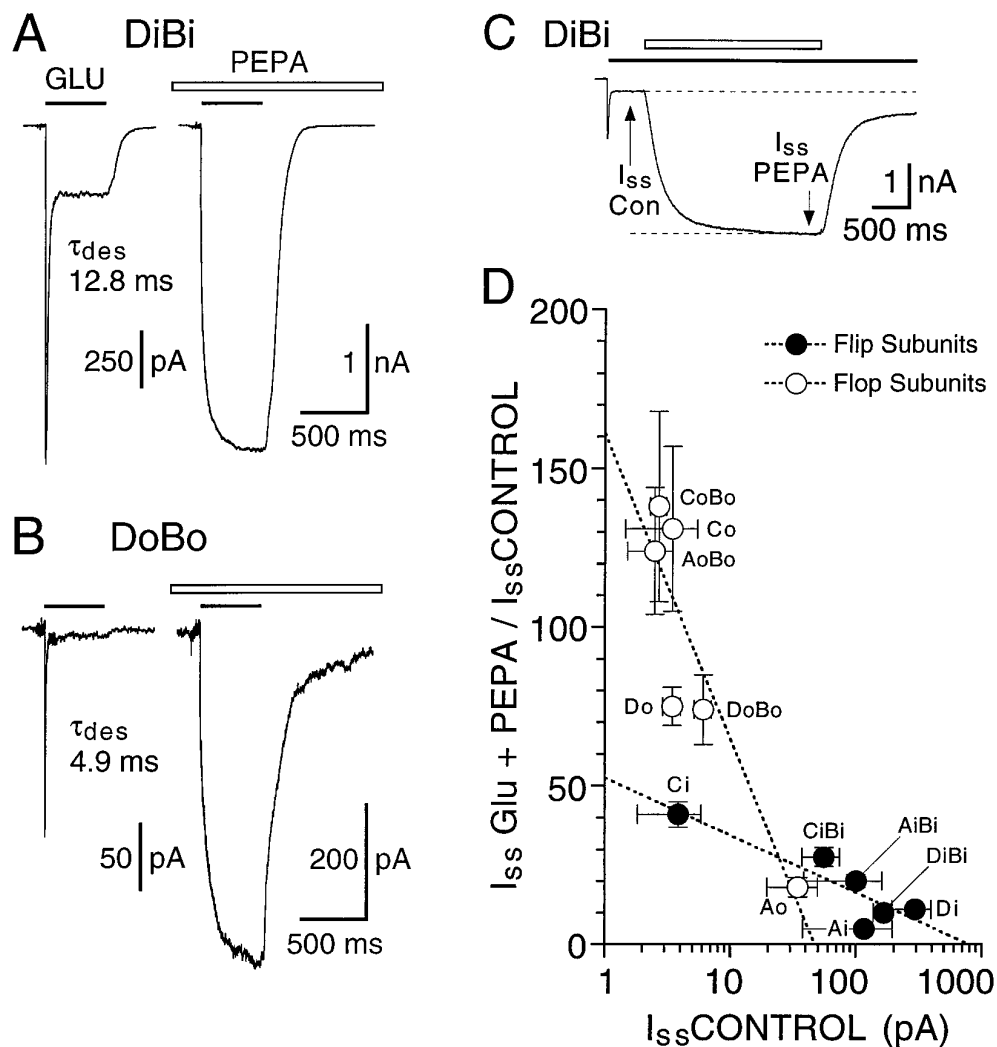 A DiBi
GLU
PEPA
τdes
12.8 ms
250 pA
1 nA
500 ms
B DoBo
τdes
4.9 ms
50 pA
200 pA
500 ms
C DiBi
Iss
Con
Iss
PEPA
1 nA
500 ms
D
Flip Subunits
Flop Subunits
Iss Glu + PEPA / IssCONTROL
200
150
100
50
0
CoBo
Co
AoBo
Do
DoBo
Ci
CiBi
AiBi
DiBi
Ao
Ai
Di
1
10
100
1000
IssCONTROL (pA)